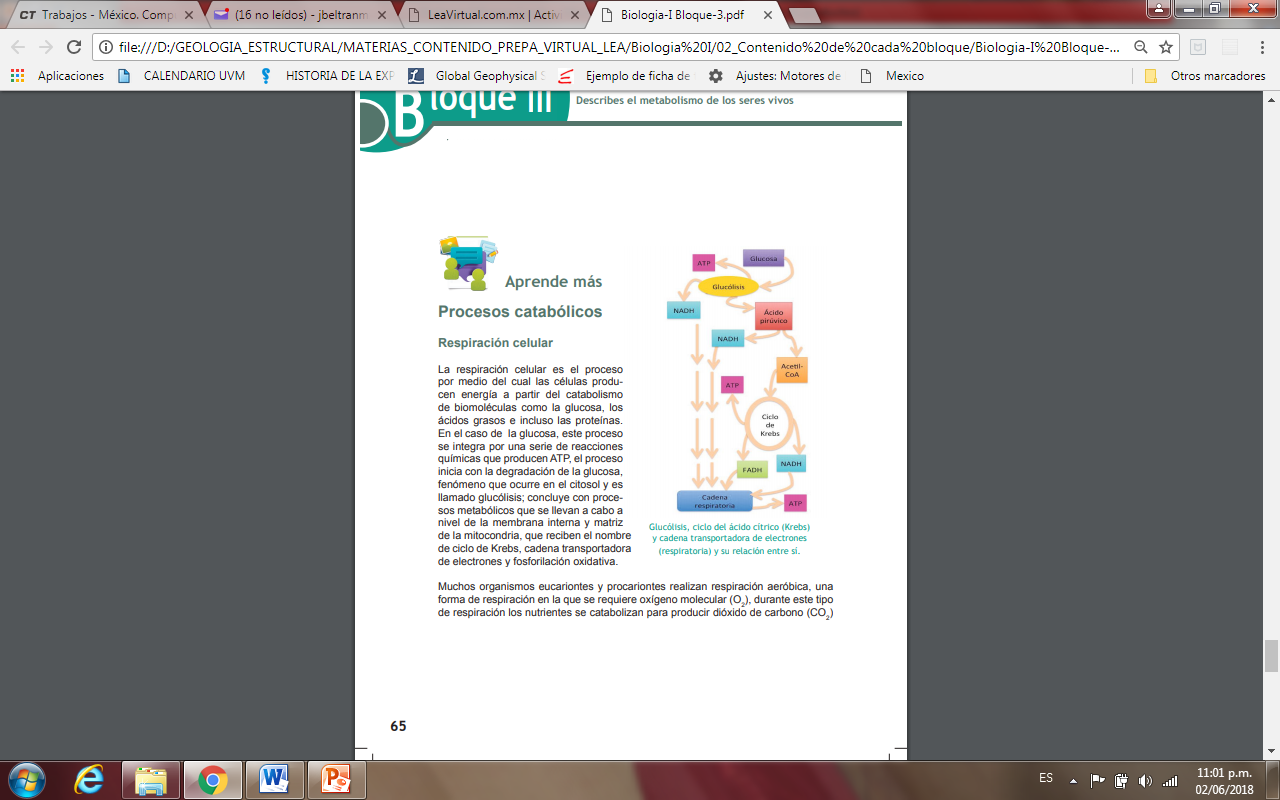 Trabajos - México. Comp
(16 no leídos) - jbeltranm
LeaVirtual.com.mx | Activ
Biologia-I Bloque-3.pdf
file:///D:/GEOLOGIA_ESTRUCTURAL/MATERIAS_CONTENIDO_PREPA_VIRTUAL_LEA/Biologia%20I/02_Contenido%20de%20cada%20bloque/Biologia-I%20Bloque-...
Aplicaciones
CALENDARIO UVM
HISTORIA DE LA EXP
Global Geophysical S
Ejemplo de ficha de
Ajustes: Motores de
Mexico
Otros marcadores
Bloque III
Describes el metabolismo de los seres vivos
Aprende más
Procesos catabólicos
Respiración celular
La respiración celular es el proceso
por medio del cual las células produ-
cen energía a partir del catabolismo
de biomoléculas como la glucosa, los
ácidos grasos e incluso las proteínas.
En el caso de la glucosa, este proceso
se integra por una serie de reacciones
químicas que producen ATP, el proceso
inicia con la degradación de la glucosa,
fenómeno que ocurre en el citosol y es
llamado glucólisis; concluye con proce-
sos metabólicos que se llevan a cabo a
nivel de la membrana interna y matriz
de la mitocondria, que reciben el nombre
de ciclo de Krebs, cadena transportadora
de electrones y fosforilación oxidativa.
ATP
Glucosa
Glucólisis
NADH
Ácido
pirúvico
NADH
Acetil-
CoA
ATP
Ciclo
de
Krebs
FADH
NADH
Cadena
respiratoria
ATP
Glucólisis, ciclo del ácido cítrico (Krebs)
y cadena transportadora de electrones
(respiratoria) y su relación entre sí.
Muchos organismos eucariontes y procariontes realizan respiración aeróbica, una
forma de respiración en la que se requiere oxígeno molecular (O2), durante este tipo
de respiración los nutrientes se catabolizan para producir dióxido de carbono (CO2)
65
ES
11:01 p.m.
02/06/2018